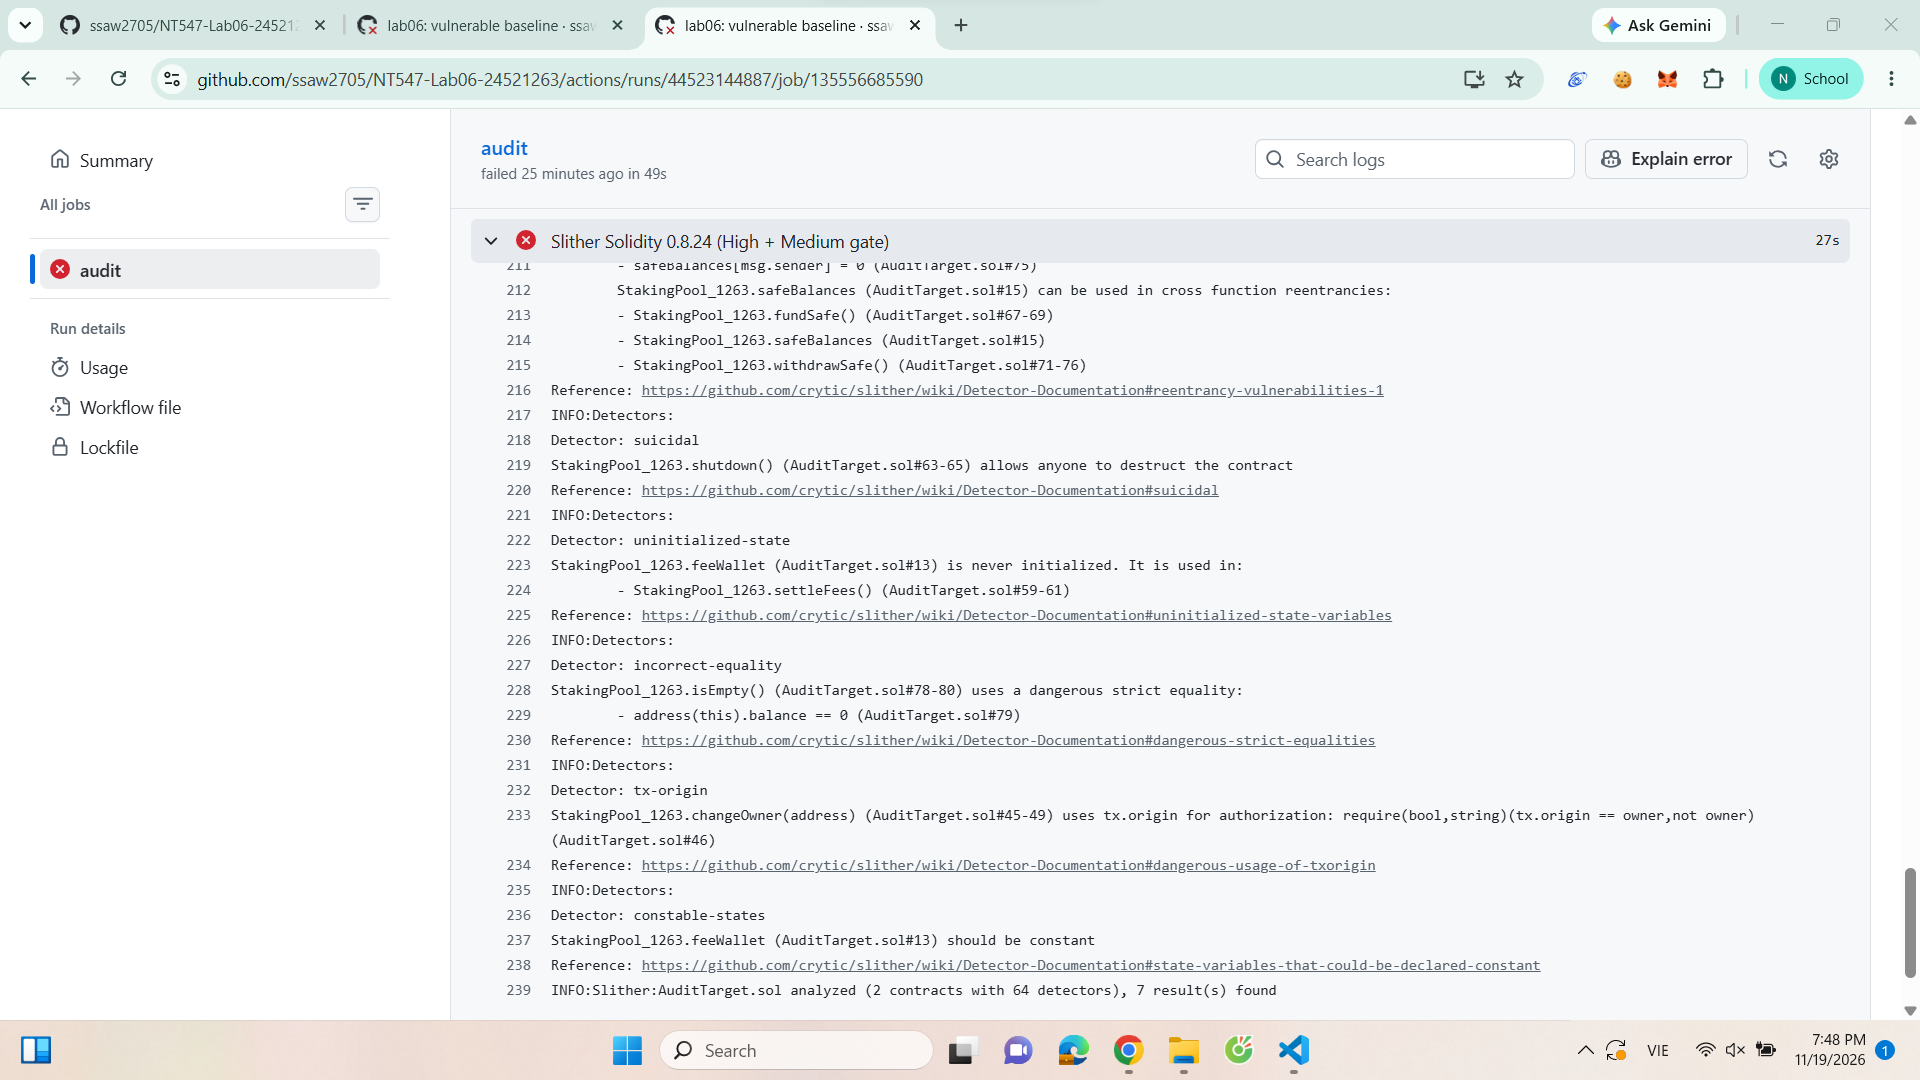 ssaw2705/NT547-Lab06-24521
lab06: vulnerable baseline · ssaw
lab06: vulnerable baseline · ssaw
Ask Gemini
github.com/ssaw2705/NT547-Lab06-24521263/actions/runs/44523144887/job/135556685590
N School
Summary
All jobs
audit
Run details
Usage
Workflow file
Lockfile
audit
failed 25 minutes ago in 49s
Search logs
Explain error
Slither Solidity 0.8.24 (High + Medium gate)
27s
211 - safeBalances[msg.sender] = 0 (AuditTarget.sol#75)
212 StakingPool_1263.safeBalances (AuditTarget.sol#15) can be used in cross function reentrancies:
213 - StakingPool_1263.fundSafe() (AuditTarget.sol#67-69)
214 - StakingPool_1263.safeBalances (AuditTarget.sol#15)
215 - StakingPool_1263.withdrawSafe() (AuditTarget.sol#71-76)
216 Reference: https://github.com/crytic/slither/wiki/Detector-Documentation#reentrancy-vulnerabilities-1
217 INFO:Detectors:
218 Detector: suicidal
219 StakingPool_1263.shutdown() (AuditTarget.sol#63-65) allows anyone to destruct the contract
220 Reference: https://github.com/crytic/slither/wiki/Detector-Documentation#suicidal
221 INFO:Detectors:
222 Detector: uninitialized-state
223 StakingPool_1263.feeWallet (AuditTarget.sol#13) is never initialized. It is used in:
224 - StakingPool_1263.settleFees() (AuditTarget.sol#59-61)
225 Reference: https://github.com/crytic/slither/wiki/Detector-Documentation#uninitialized-state-variables
226 INFO:Detectors:
227 Detector: incorrect-equality
228 StakingPool_1263.isEmpty() (AuditTarget.sol#78-80) uses a dangerous strict equality:
229 - address(this).balance == 0 (AuditTarget.sol#79)
230 Reference: https://github.com/crytic/slither/wiki/Detector-Documentation#dangerous-strict-equalities
231 INFO:Detectors:
232 Detector: tx-origin
233 StakingPool_1263.changeOwner(address) (AuditTarget.sol#45-49) uses tx.origin for authorization: require(bool,string)(tx.origin == owner,not owner)
(AuditTarget.sol#46)
234 Reference: https://github.com/crytic/slither/wiki/Detector-Documentation#dangerous-usage-of-txorigin
235 INFO:Detectors:
236 Detector: constable-states
237 StakingPool_1263.feeWallet (AuditTarget.sol#13) should be constant
238 Reference: https://github.com/crytic/slither/wiki/Detector-Documentation#state-variables-that-could-be-declared-constant
239 INFO:Slither:AuditTarget.sol analyzed (2 contracts with 64 detectors), 7 result(s) found
Search
VIE
7:48 PM
11/19/2026
1